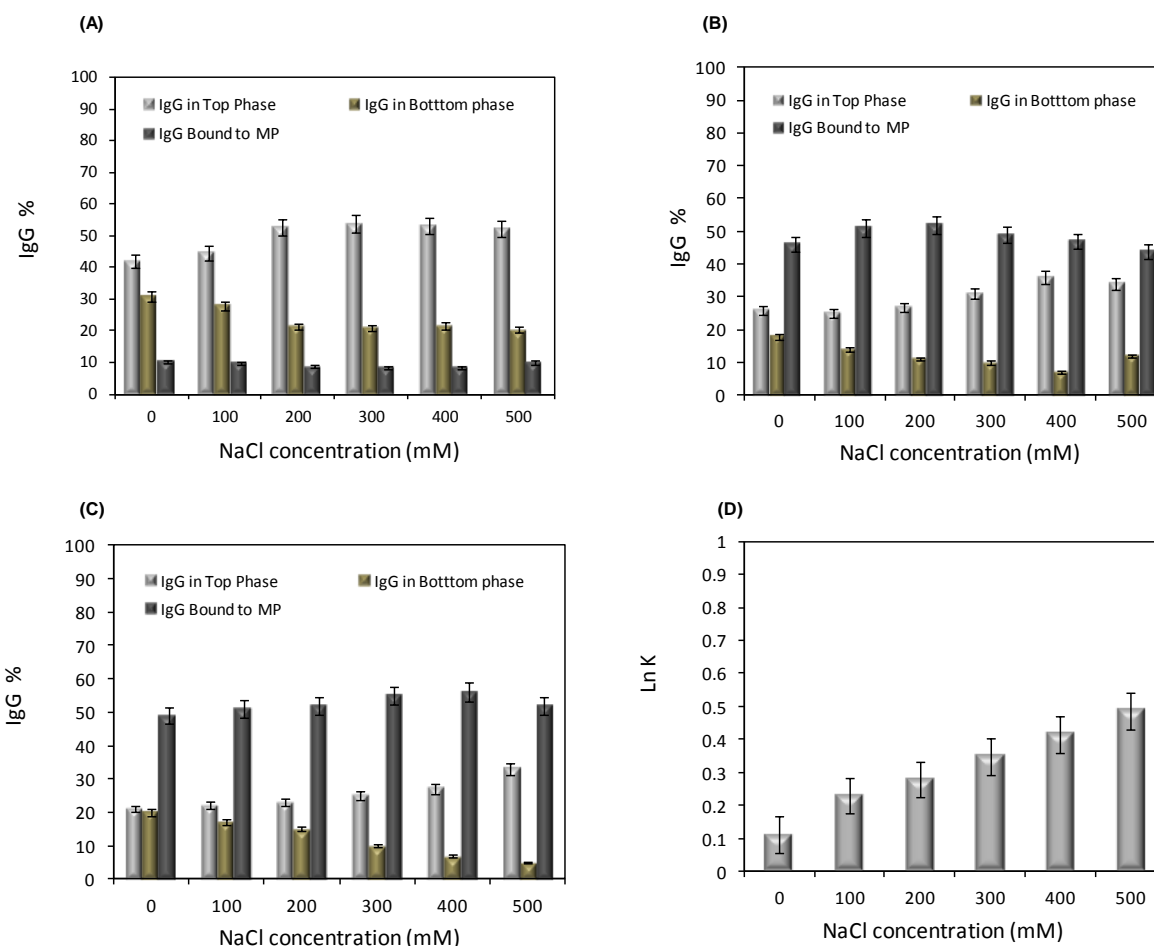 (A)
100
90
80
70
60
50
40
30
20
10
0
IgG %
IgG in Top Phase
IgG in Botttom phase
IgG Bound to MP
0 100 200 300 400 500
NaCl concentration (mM)
(B)
100
90
80
70
60
50
40
30
20
10
0
IgG %
IgG in Top Phase
IgG in Botttom phase
IgG Bound to MP
0 100 200 300 400 500
NaCl concentration (mM)
(C)
100
90
80
70
60
50
40
30
20
10
0
IgG %
IgG in Top Phase
IgG in Botttom phase
IgG Bound to MP
0 100 200 300 400 500
NaCl concentration (mM)
(D)
1
0.9
0.8
0.7
0.6
0.5
0.4
0.3
0.2
0.1
0
Ln K
0 100 200 300 400 500
NaCl concentration (mM)